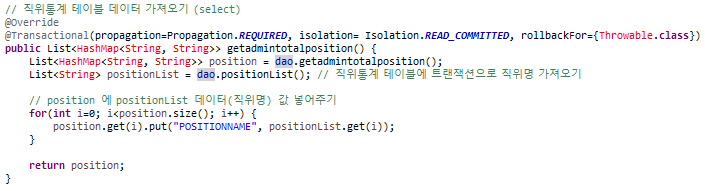 // 직위통계 테이블 데이터 가져오기 (select)
@Override
@Transactional(propagation=Propagation.REQUIRED, isolation= Isolation.READ_COMMITTED, rollbackFor={Throwable.class})
public List<HashMap<String, String>> getadmintotalposition() {
List<HashMap<String, String>> position = dao.getadmintotalposition();
List<String> positionList = dao.positionList(); // 직위통계 테이블에 트랜잭션으로 직위명 가져오기
// position 에 positionList 데이터(직위명) 값 넣어주기
for(int i=0; i<position.size(); i++) {
position.get(i).put("POSITIONNAME", positionList.get(i));
}
return position;
}